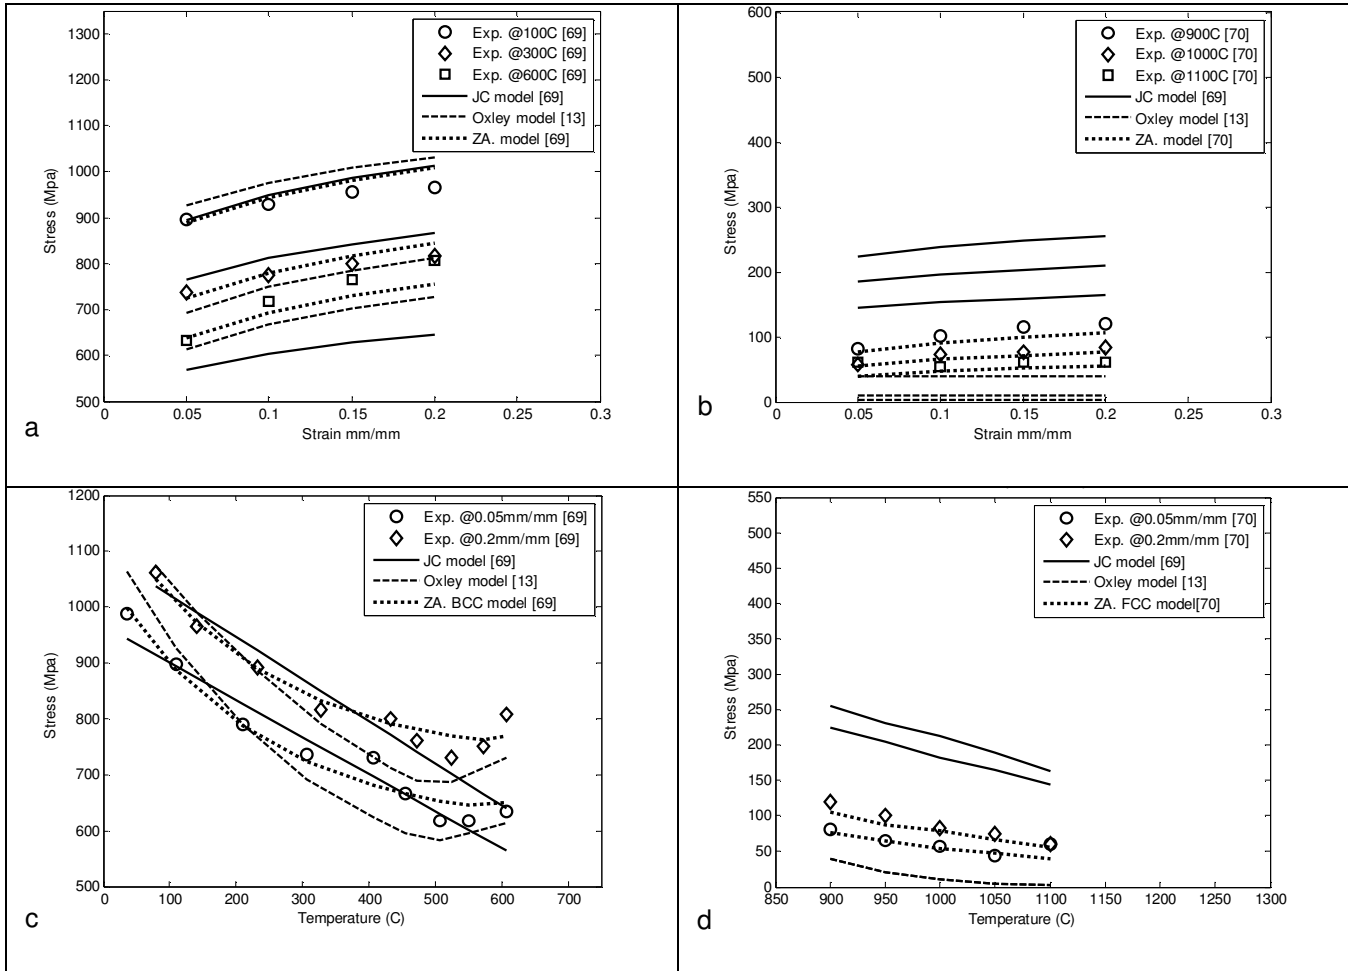 1300
1200
1100
1000
900
800
700
600
500
0
0.05
0.1
0.15
0.2
0.25
0.3
Stress (Mpa)
Strain mm/mm
Exp. @100C [69]
Exp. @300C [69]
Exp. @600C [69]
JC model [69]
Oxley model [13]
ZA. model [69]
a
600
500
400
300
200
100
0
0
0.05
0.1
0.15
0.2
0.25
0.3
Stress (Mpa)
Strain mm/mm
Exp. @900C [70]
Exp. @1000C [70]
Exp. @1100C [70]
JC model [69]
Oxley model [13]
ZA. model [70]
b
1200
1100
1000
900
800
700
600
500
0
100
200
300
400
500
600
700
Stress (Mpa)
Temperature (C)
Exp. @0.05mm/mm [69]
Exp. @0.2mm/mm [69]
JC model [69]
Oxley model [13]
ZA. BCC model [69]
c
550
500
450
400
350
300
250
200
150
100
50
0
850
900
950
1000
1050
1100
1150
1200
1250
1300
Stress (Mpa)
Temperature (C)
Exp. @0.05mm/mm [70]
Exp. @0.2mm/mm [70]
JC model [69]
Oxley model [13]
ZA. FCC model[70]
d